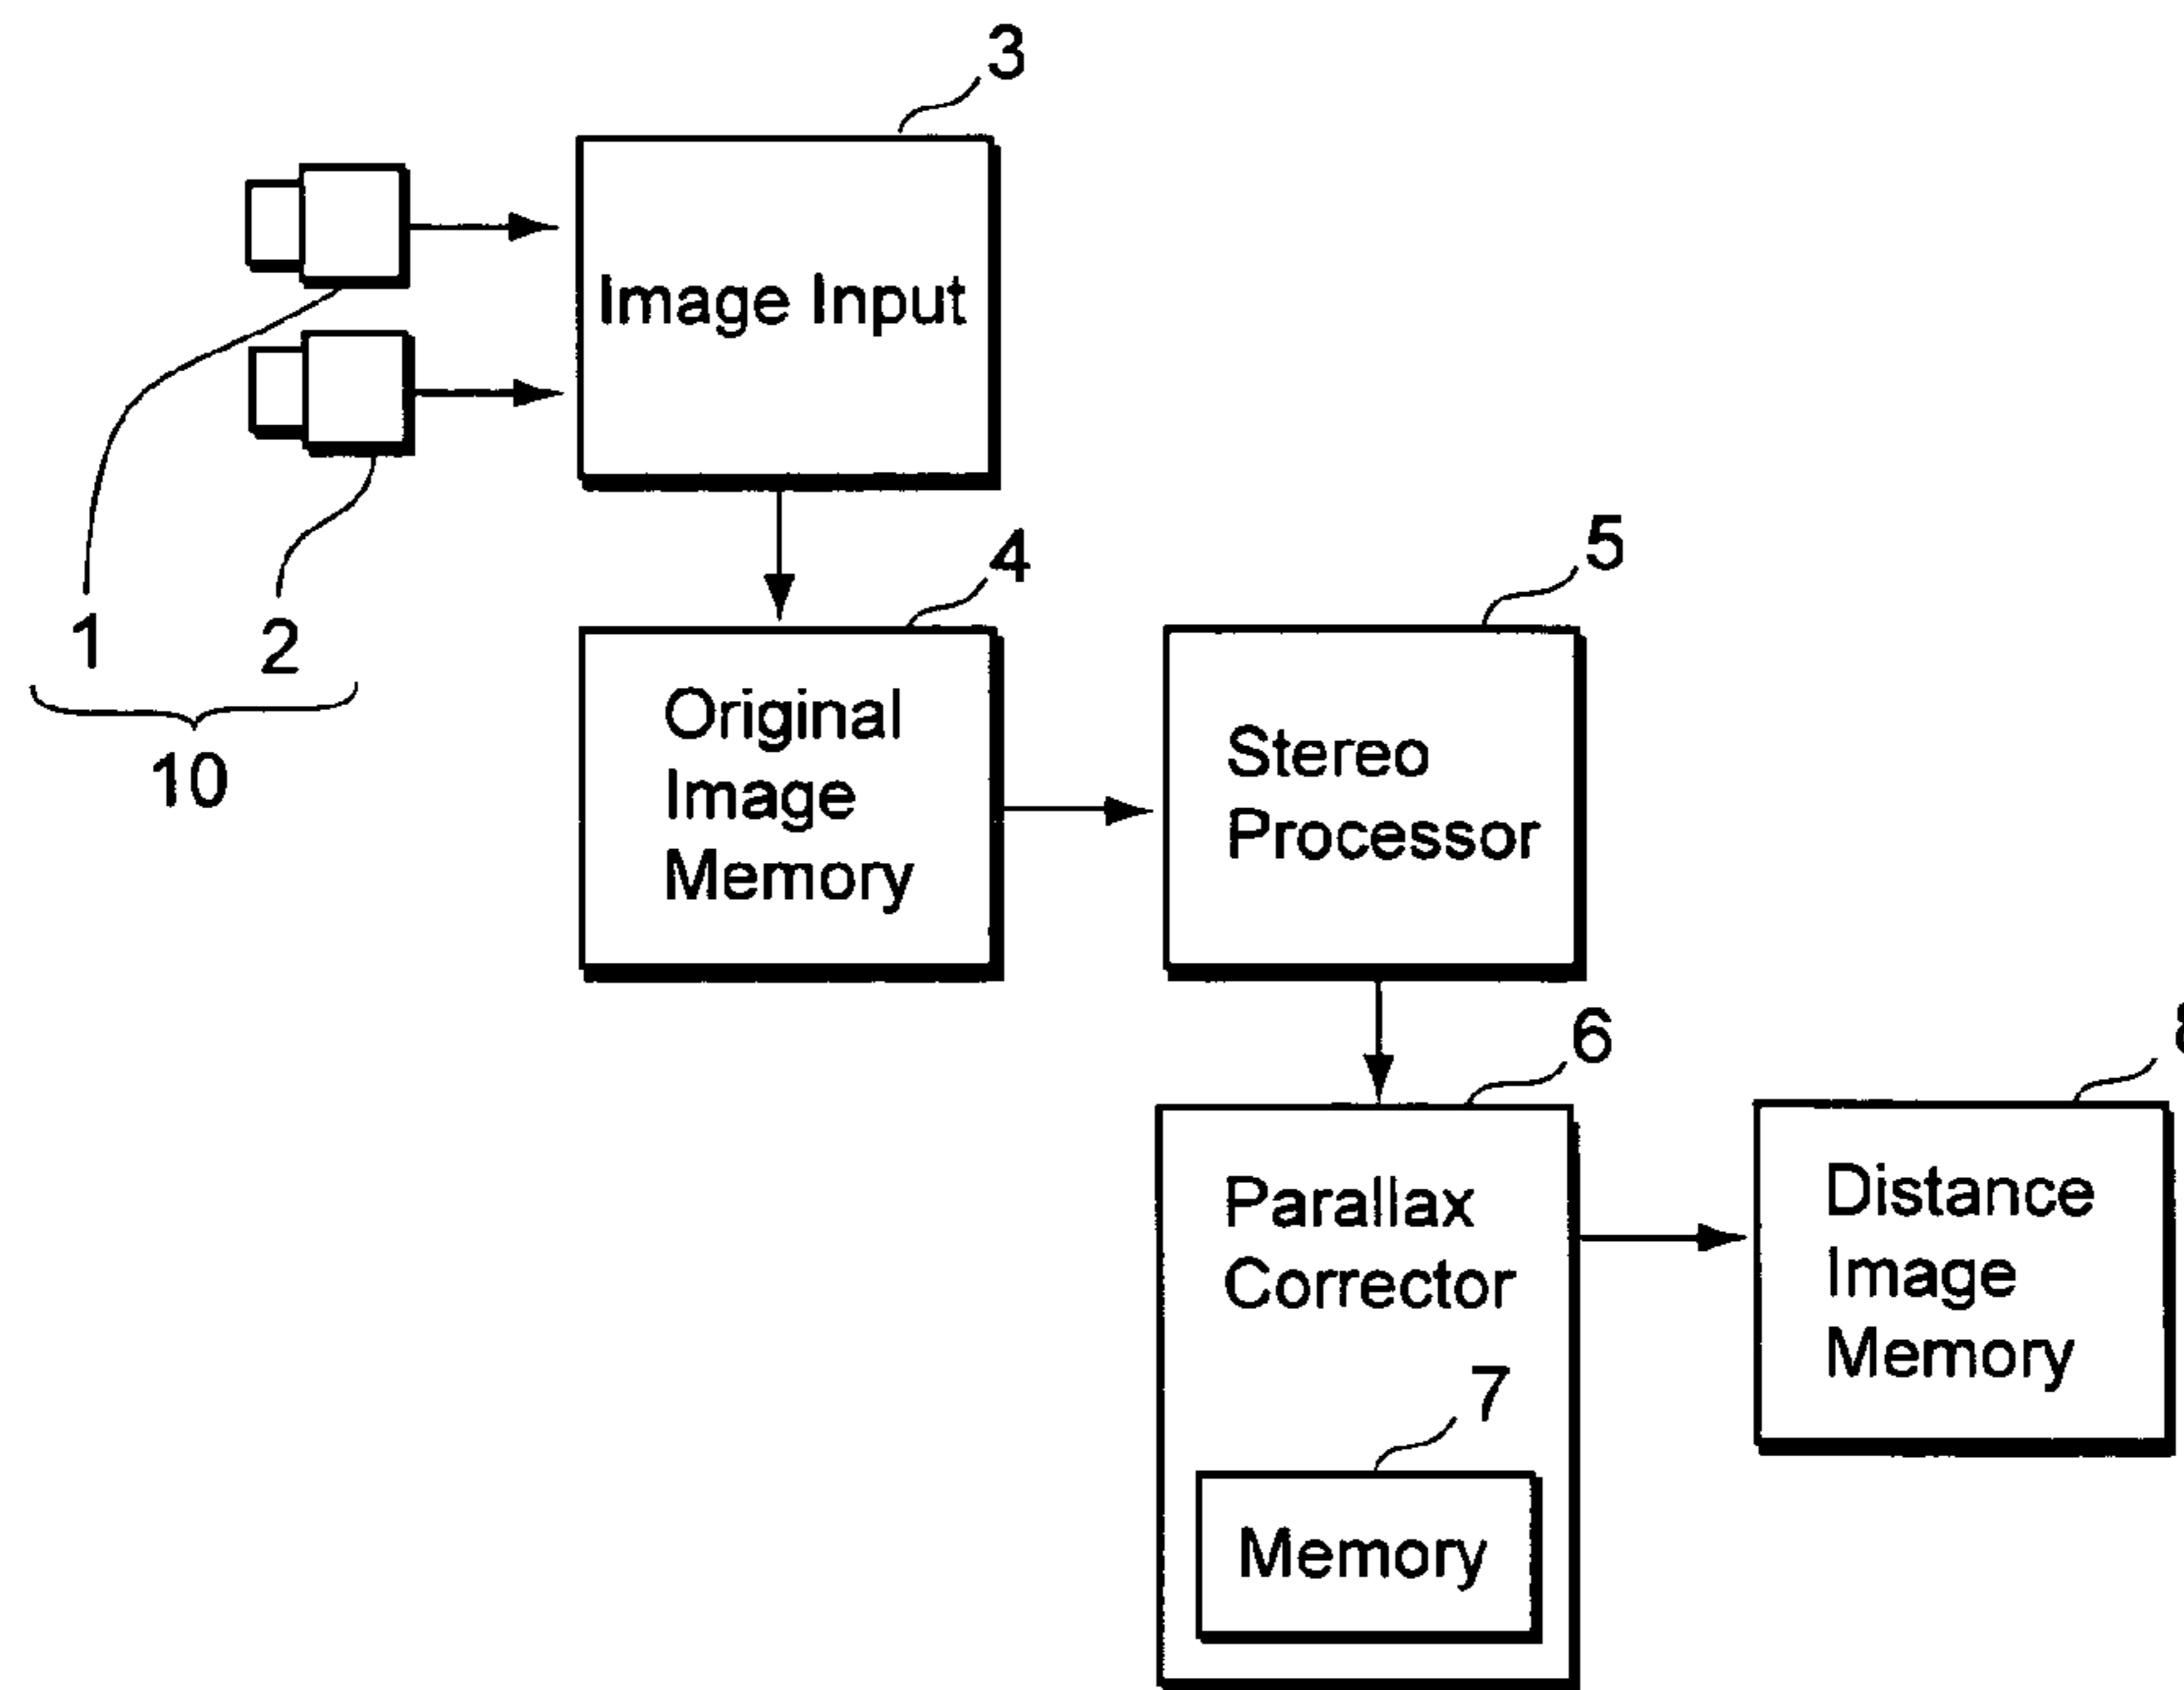 3
Image Input
1
2
10
4
Original
Image
Memory
5
Stereo
Processor
6
Parallax
Corrector
7
Memory
Distance
Image
Memory